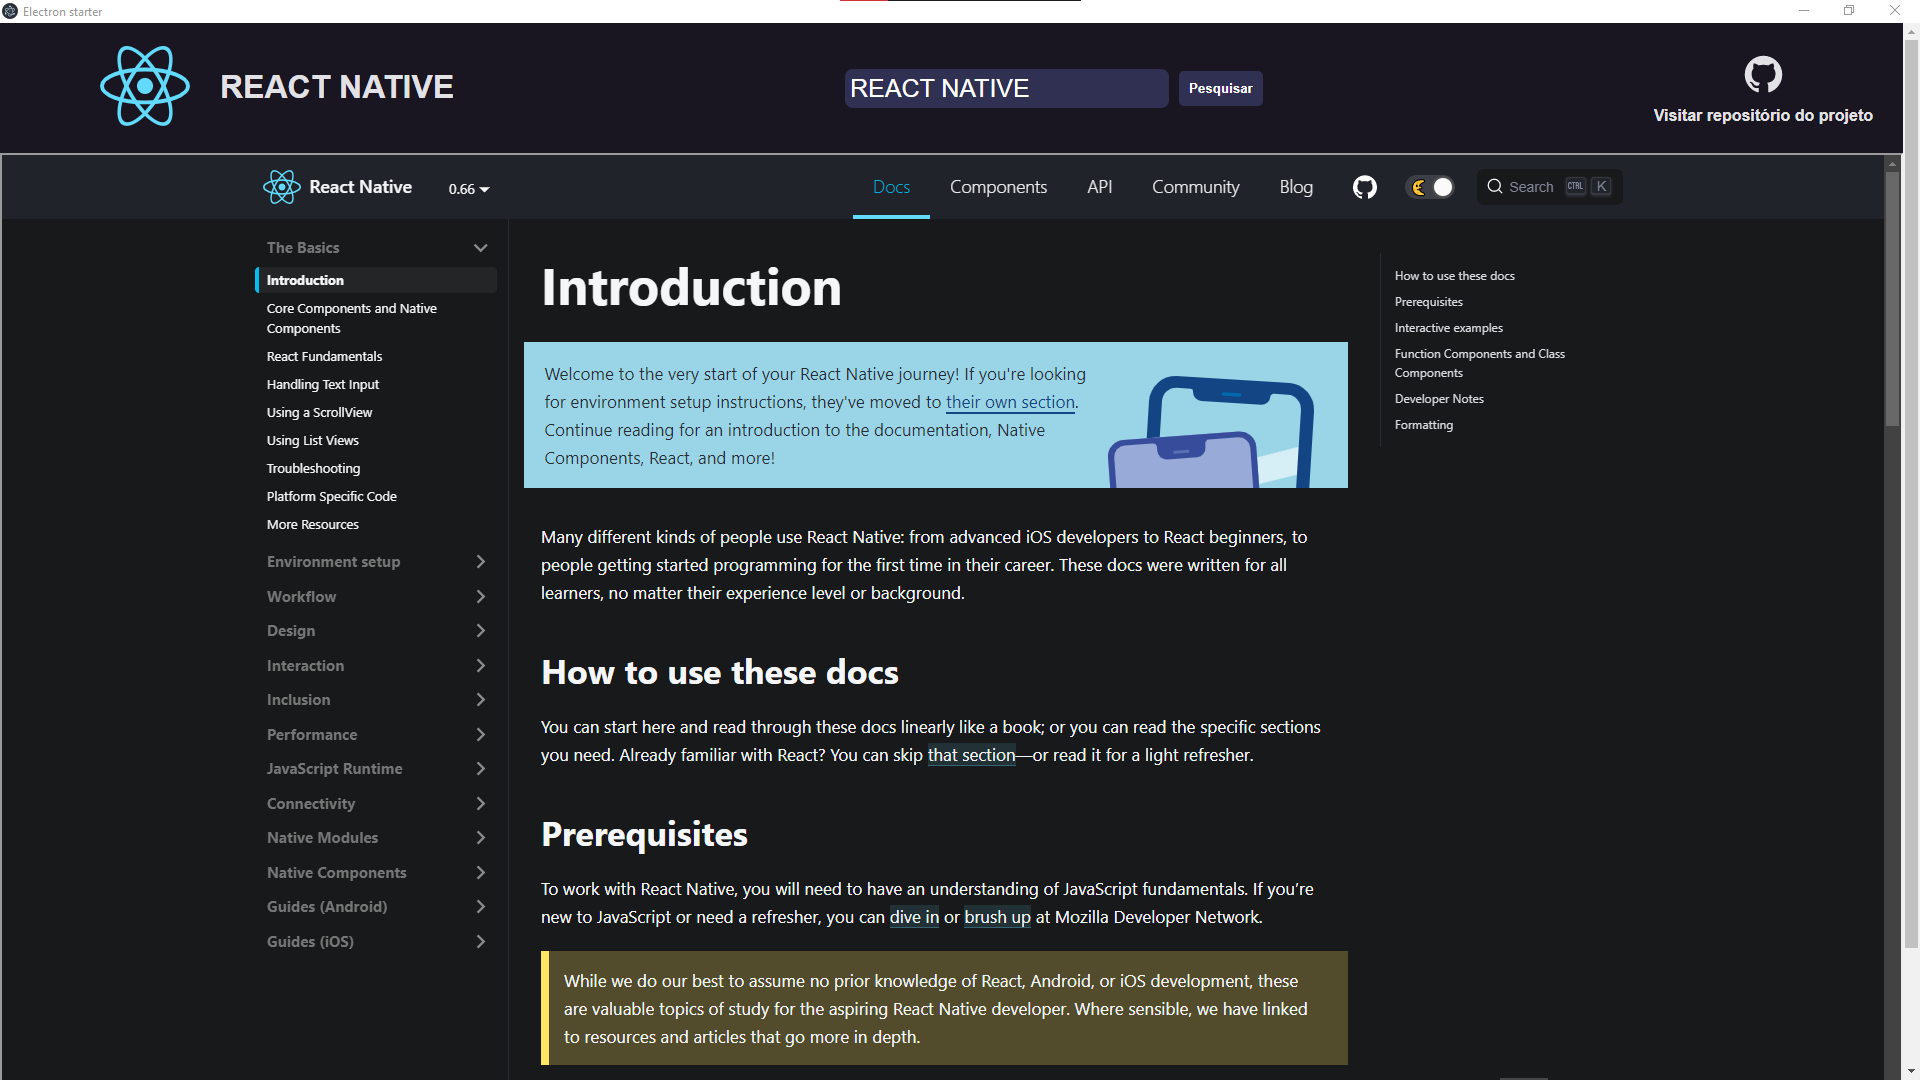 Electron starter
REACT NATIVE
REACT NATIVE
Pesquisar
Visitar repositório do projeto
React Native
0.66
Docs
Components
API
Community
Blog
Search
CTRL
K
The Basics
Introduction
Core Components and Native
Components
React Fundamentals
Handling Text Input
Using a ScrollView
Using List Views
Troubleshooting
Platform Specific Code
More Resources
Environment setup
Workflow
Design
Interaction
Inclusion
Performance
JavaScript Runtime
Connectivity
Native Modules
Native Components
Guides (Android)
Guides (iOS)
Introduction
Welcome to the very start of your React Native journey! If you're looking
for environment setup instructions, they've moved to their own section.
Continue reading for an introduction to the documentation, Native
Components, React, and more!
Many different kinds of people use React Native: from advanced iOS developers to React beginners, to
people getting started programming for the first time in their career. These docs were written for all
learners, no matter their experience level or background.
How to use these docs
You can start here and read through these docs linearly like a book; or you can read the specific sections
you need. Already familiar with React? You can skip that section—or read it for a light refresher.
Prerequisites
To work with React Native, you will need to have an understanding of JavaScript fundamentals. If you’re
new to JavaScript or need a refresher, you can dive in or brush up at Mozilla Developer Network.
While we do our best to assume no prior knowledge of React, Android, or iOS development, these
are valuable topics of study for the aspiring React Native developer. Where sensible, we have linked
to resources and articles that go more in depth.
How to use these docs
Prerequisites
Interactive examples
Function Components and Class
Components
Developer Notes
Formatting